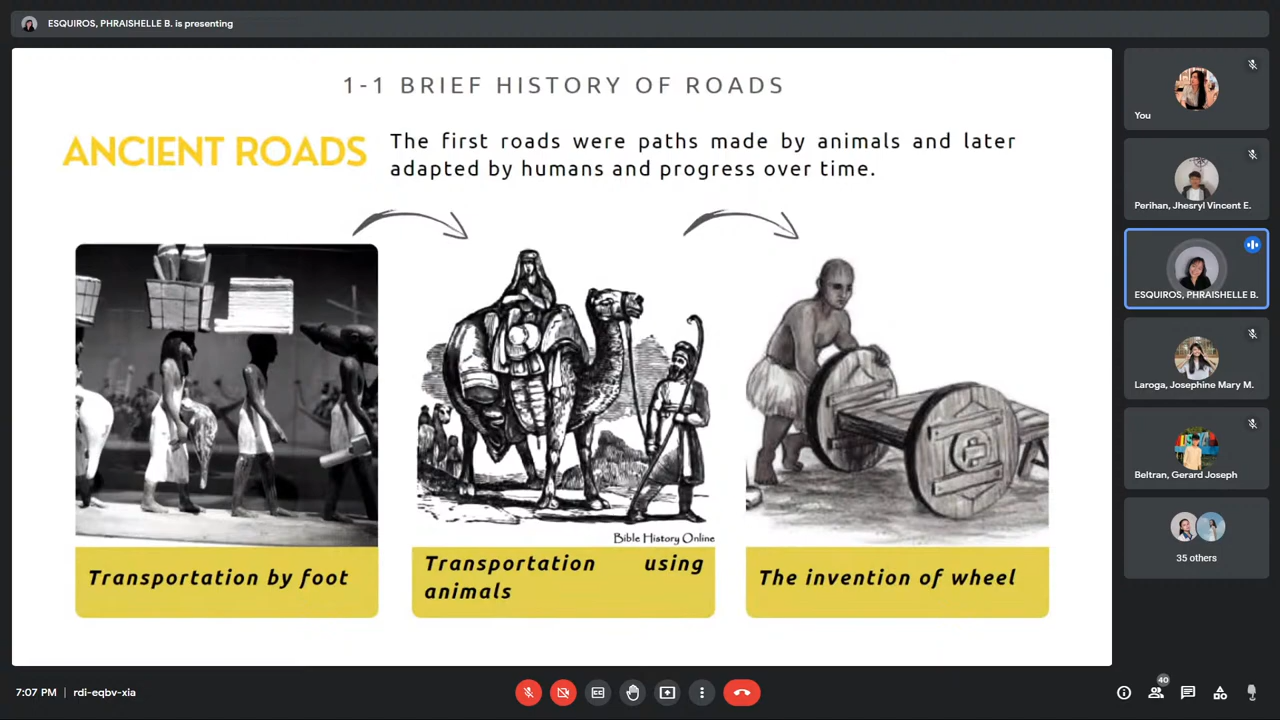 ESQUIROS, PHRAISHELLE B. is presenting
1-1 BRIEF HISTORY OF ROADS
ANCIENT ROADS
The first roads were paths made by animals and later
adapted by humans and progress over time.
Bible History Online
Transportation by foot
Transportation using
animals
The invention of wheel
You
Perihan, Jhesryl Vincent E.
ESQUIROS, PHRAISHELLE B.
Laroga, Josephine Mary M.
Beltran, Gerard Joseph
35 others
7:07 PM | rdi-eqbv-xia
40